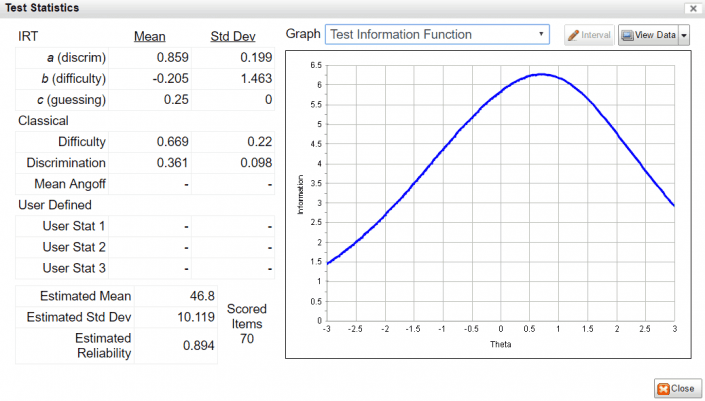 Test Statistics
IRT Mean Std Dev
a (discrim) 0.859 0.199
b (difficulty) -0.205 1.463
c (guessing) 0.25 0
Classical
Difficulty 0.669 0.22
Discrimination 0.361 0.098
Mean Angoff - -
User Defined
User Stat 1 - -
User Stat 2 - -
User Stat 3 - -
Estimated Mean 46.8
Estimated Std Dev 10.119
Estimated
Reliability 0.894
Scored
Items
70
Graph Test Information Function Interval View Data
6.5
6
5.5
5
4.5
4
3.5
3
2.5
2
1.5
1
0.5
0
Information
-3 -2.5 -2 -1.5 -1 -0.5 0 0.5 1 1.5 2 2.5 3
Theta
Close